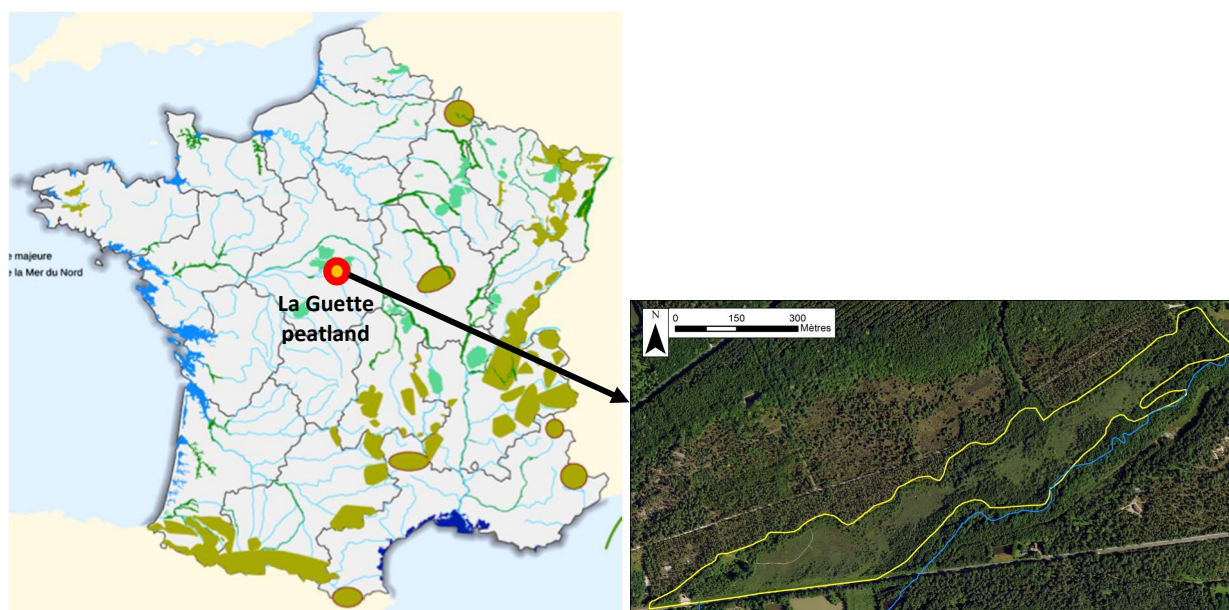 e majeure
e la Mer du Nord
La Guette
peatland
N
0 150 300
Mètres